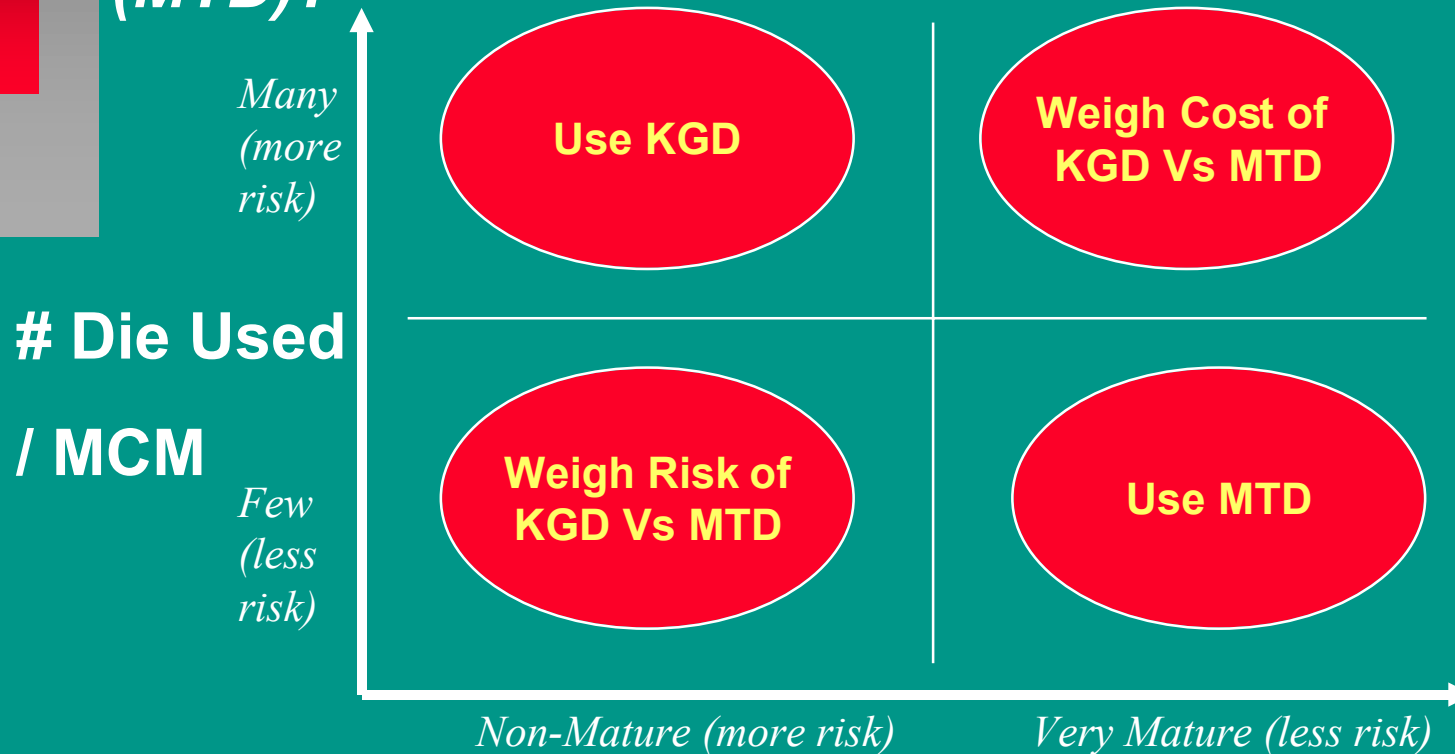 (MTD)?
Many
(more
risk)
Use KGD
Weigh Cost of
KGD Vs MTD
# Die Used
/ MCM
Few
(less
risk)
Weigh Risk of
KGD Vs MTD
Use MTD
Non-Mature (more risk)
Very Mature (less risk)